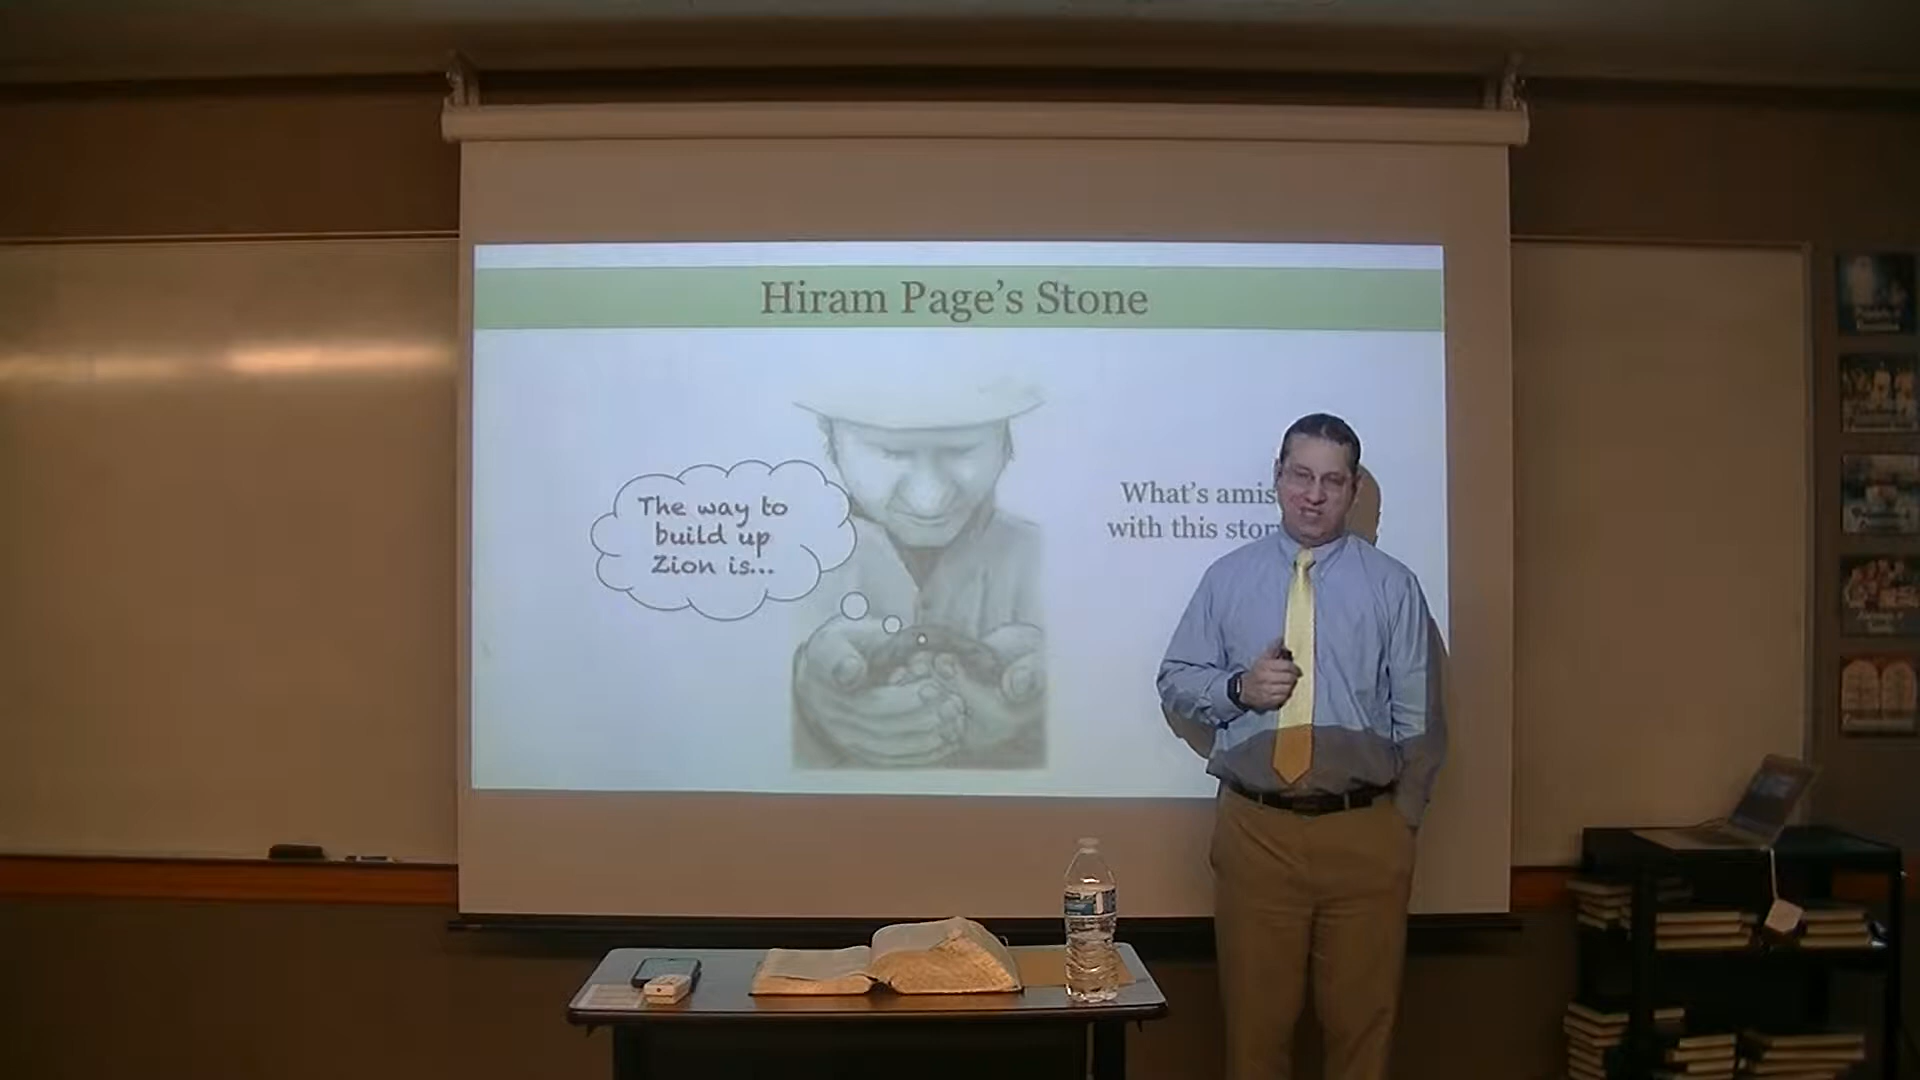 Hiram Page's Stone
The way to
build up
Zion is...
What's amis
with this stor